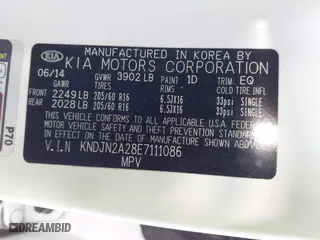 MANUFACTURED IN KOREA BY
KIA KIA MOTORS CORPORATION
06/14 GVWR 3902 LB PAINT 1D TRIM EQ
TIRES RIMS COLD TIRE INFL
FRONT 2249 LB 205/60 R16 6.5JX16 33psi SINGLE
REAR 2028 LB 205/60 R16 6.5JX16 33psi SINGLE
THIS VEHICLE CONFORMS TO ALL APPLICABLE U.S.A FEDERAL
MOTOR VEHICLE SAFETY, BUMPER, AND THEFT
PREVENTION STANDARDS IN EFFECT ON THE DATE OF
MANUFACTURE SHOWN ABOVE.
V.I.N KNDJN2A28E7111086
MPV
P70
DREAMBID